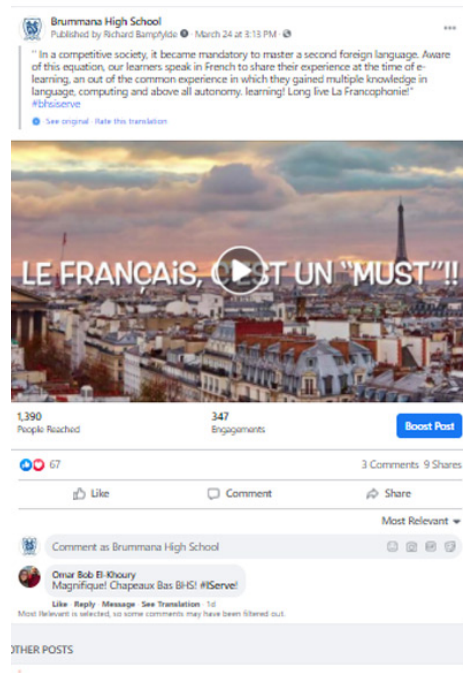 Brummana High School
Published by Richard Bampfylde · March 24 at 3:13 PM ·
" In a competitive society, it became mandatory to master a second foreign language. Aware
of this equation, our learners speak in French to share their experience at the time of e-
learning, an out of the common experience in which they gained multiple knowledge in
language, computing and above all autonomy. learning! Long live La Francophonie!"
#bhsiserve
See original · Rate this translation
LE FRANÇAiS, C'EST UN "MUST"!!
1,390
People Reached
347
Engagements
Boost Post
67
3 Comments 9 Shares
Like
Comment
Share
Most Relevant
Comment as Brummana High School
Omar Bob El-Khoury
Magnifique! Chapeaux Bas BHS! #IServe!
Like · Reply · Message · See Translation · 1d
Most Relevant is selected, so some comments may have been filtered out.
OTHER POSTS